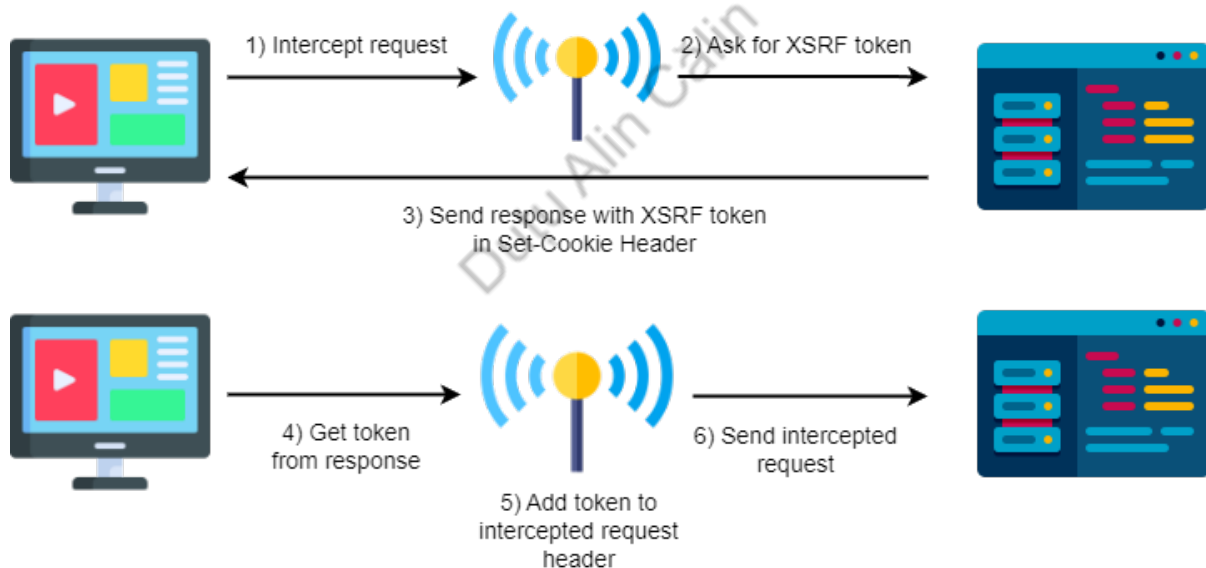 1) Intercept request
2) Ask for XSRF token
3) Send response with XSRF token
in Set-Cookie Header
Dutu Alin Călin
4) Get token
from response
5) Add token to
intercepted request
header
6) Send intercepted
request